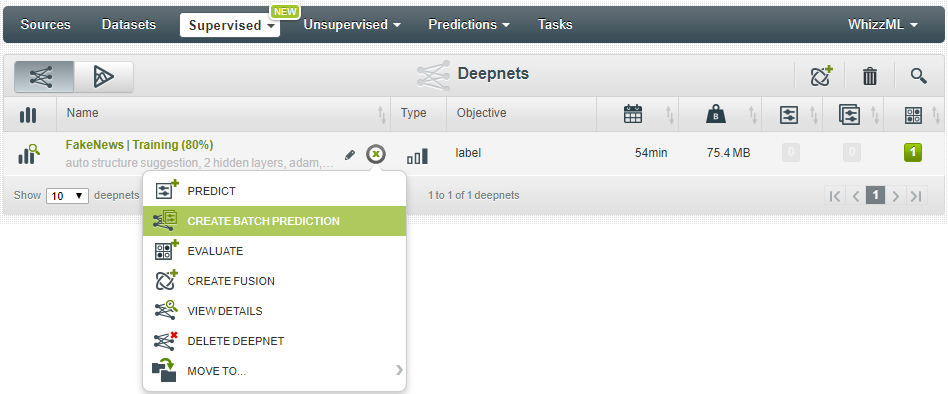 NEW
Sources Datasets Supervised Unsupervised Predictions Tasks WhizzML
Deepnets
Name Type Objective B
FakeNews | Training (80%)
auto structure suggestion, 2 hidden layers, adam,... label 54min 75.4 MB 0 0 1
Show 10 deepnets 1 to 1 of 1 deepnets 1
PREDICT
CREATE BATCH PREDICTION
EVALUATE
CREATE FUSION
VIEW DETAILS
DELETE DEEPNET
MOVE TO...